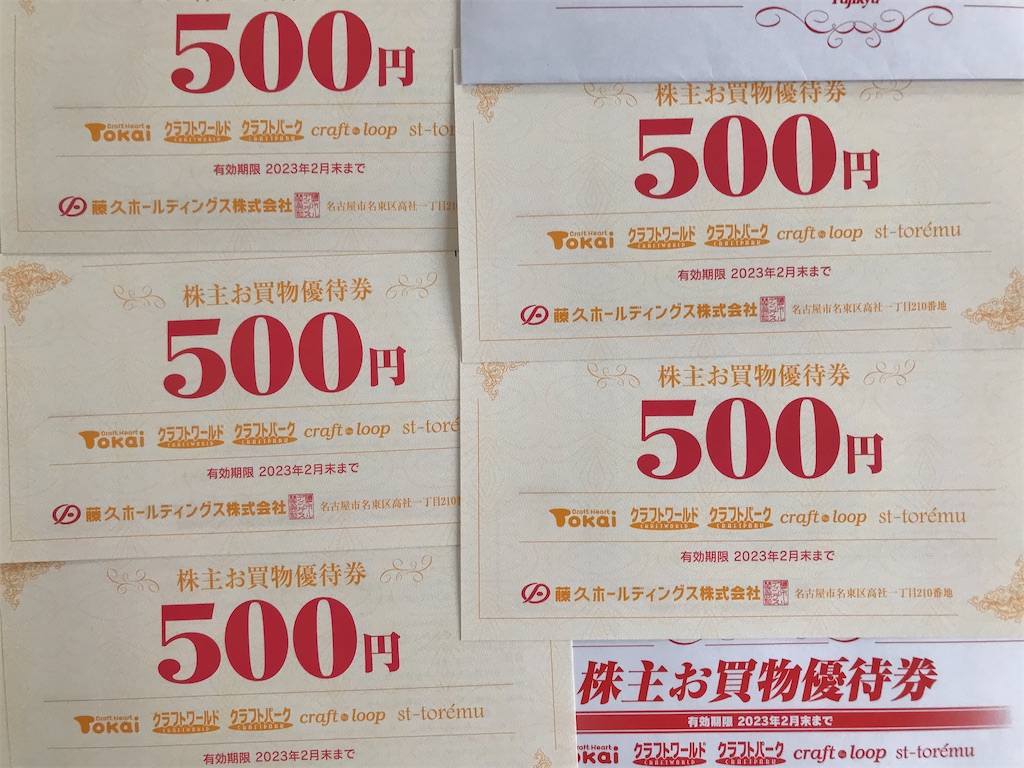 500円
Craft Heart Tokai クラフトワールド CRAFTWORLD クラフトパーク CRAFTPARK craft loop st-tor
有効期限 2023年2月末まで
藤久ホールディングス株式会社 名古屋市名東区高社一丁目21
株主お買物優待券
500円
Craft Heart Tokai クラフトワールド CRAFTWORLD クラフトパーク CRAFTPARK craft loop st-toré
有効期限 2023年2月末まで
藤久ホールディングス株式会社 名古屋市名東区高社一丁目210
株主お買物優待券
500円
Craft Heart Tokai クラフトワールド CRAFTWORLD クラフトパーク CRAFTPARK craft loop st-torému
有効期限 2023年2月末まで
Fujikyu
株主お買物優待券
500円
Craft Heart Tokai クラフトワールド CRAFTWORLD クラフトパーク CRAFTPARK craft loop st-torému
有効期限 2023年2月末まで
藤久ホールディングス株式会社 名古屋市名東区高社一丁目210番地
株主お買物優待券
500円
Craft Heart Tokai クラフトワールド CRAFTWORLD クラフトパーク CRAFTPARK craft loop st-torému
有効期限 2023年2月末まで
藤久ホールディングス株式会社 名古屋市名東区高社一丁目210番地
株主お買物優待券
有効期限 2023年2月末まで
Craft Heart Tokai クラフトワールド CRAFTWORLD クラフトパーク CRAFTPARK craft loop st-torému